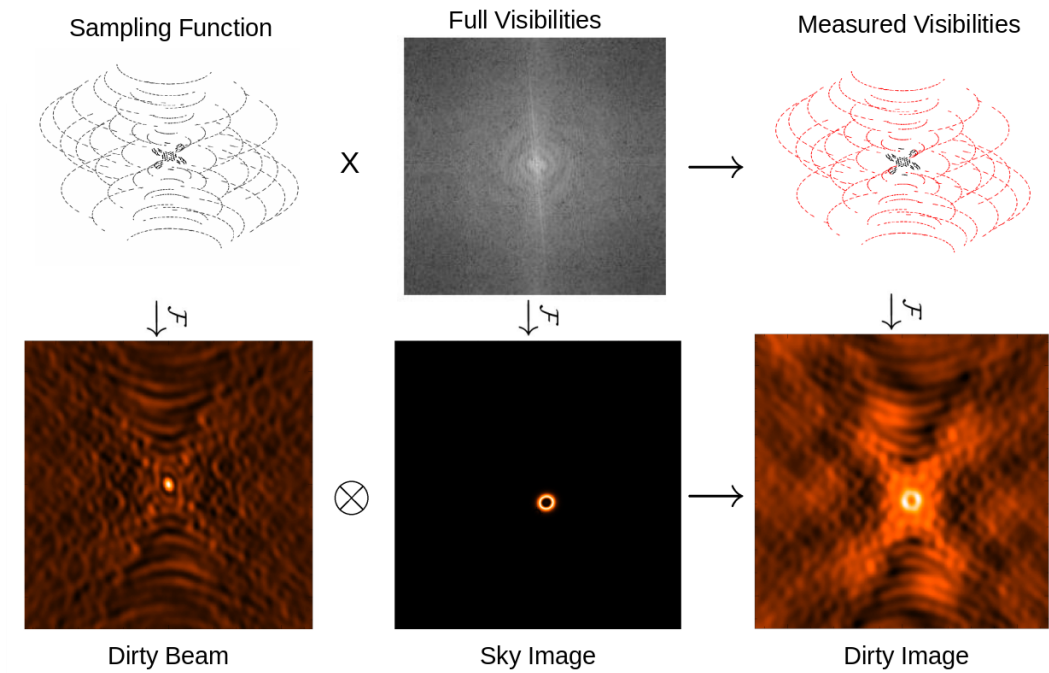 Sampling Function
Full Visibilities
Measured Visibilities
X
ℱ
ℱ
ℱ
⊗
Dirty Beam
Sky Image
Dirty Image